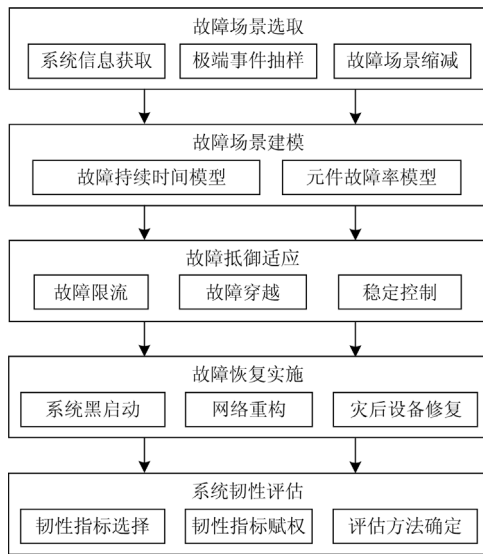 故障场景选取
系统信息获取 极端事件抽样 故障场景缩减
故障场景建模
故障持续时间模型 元件故障率模型
故障抵御适应
故障限流 故障穿越 稳定控制
故障恢复实施
系统黑启动 网络重构 灾后设备修复
系统韧性评估
韧性指标选择 韧性指标赋权 评估方法确定